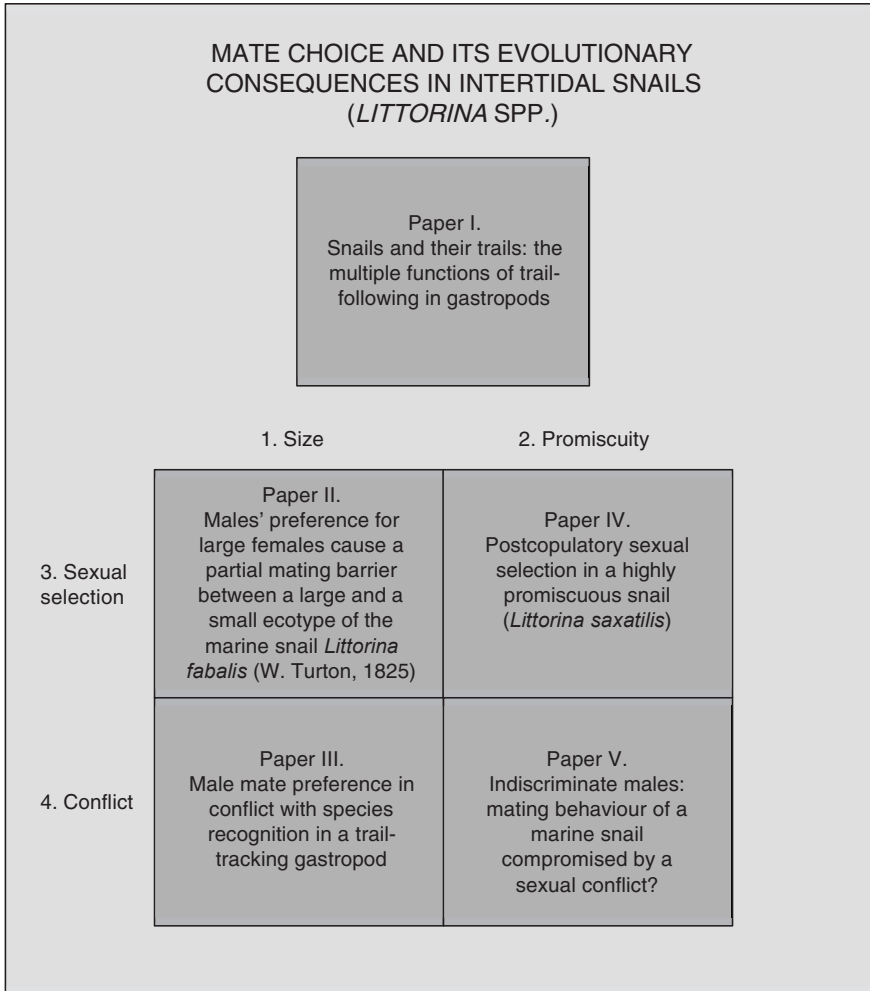 MATE CHOICE AND ITS EVOLUTIONARY
CONSEQUENCES IN INTERTIDAL SNAILS
(LITTORINA SPP.)
Paper I.
Snails and their trails: the
multiple functions of trail-
following in gastropods
1. Size
2. Promiscuity
3. Sexual
selection
Paper II.
Males’ preference for
large females cause a
partial mating barrier
between a large and a
small ecotype of the
marine snail Littorina
fabalis (W. Turton, 1825)
Paper IV.
Postcopulatory sexual
selection in a highly
promiscuous snail
(Littorina saxatilis)
4. Conflict
Paper III.
Male mate preference in
conflict with species
recognition in a trail-
tracking gastropod
Paper V.
Indiscriminate males:
mating behaviour of a
marine snail
compromised by a
sexual conflict?